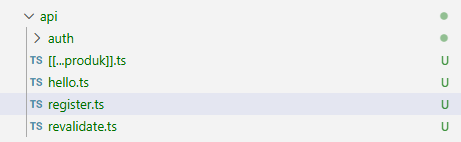 api
auth
TS [[...produk]].ts U
TS hello.ts U
TS register.ts U
TS revalidate.ts U